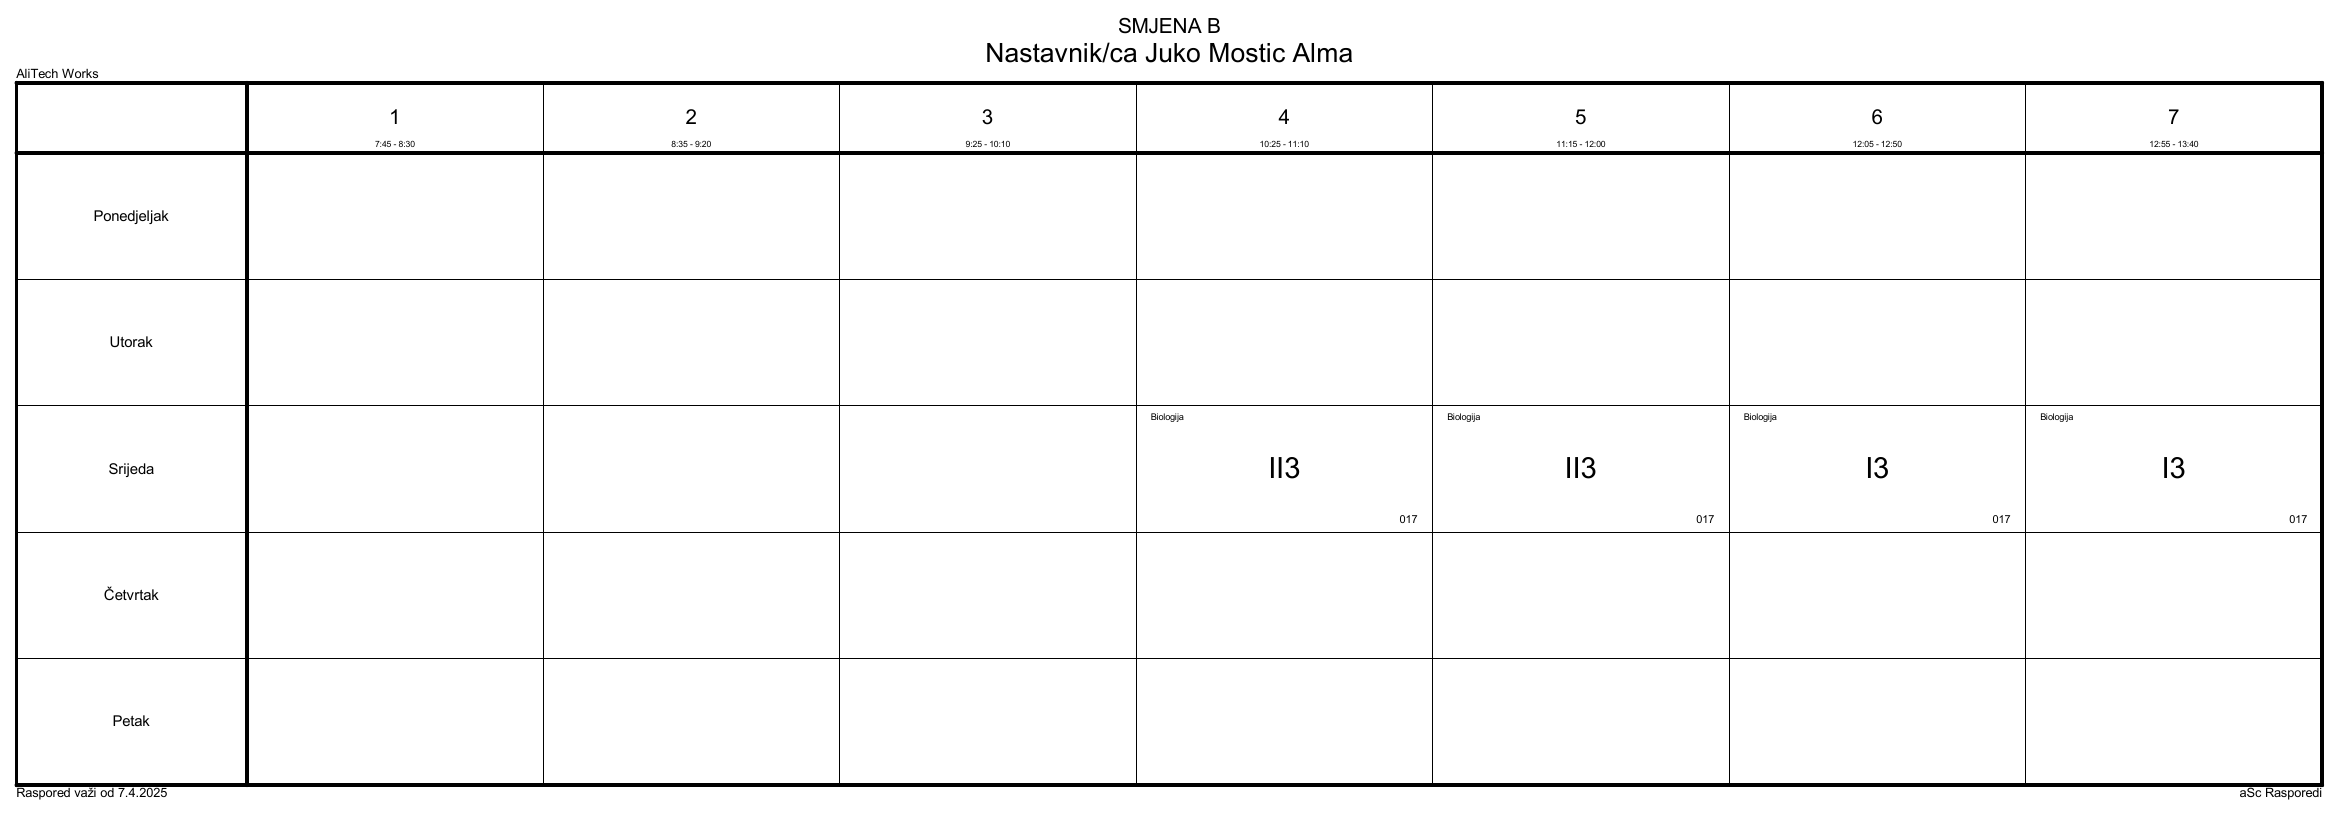 SMJENA B
Nastavnik/ca Juko Mostic Alma
AliTech Works
1 2 3 4 5 6 7
7:45 - 8:30 8:35 - 9:20 9:25 - 10:10 10:25 - 11:10 11:15 - 12:00 12:05 - 12:50 12:55 - 13:40
Ponedjeljak
Utorak
Biologija Biologija Biologija Biologija
Srijeda II3 II3 I3 I3
017 017 017 017
Četvrtak
Petak
Raspored važi od 7.4.2025 aSc Rasporedi